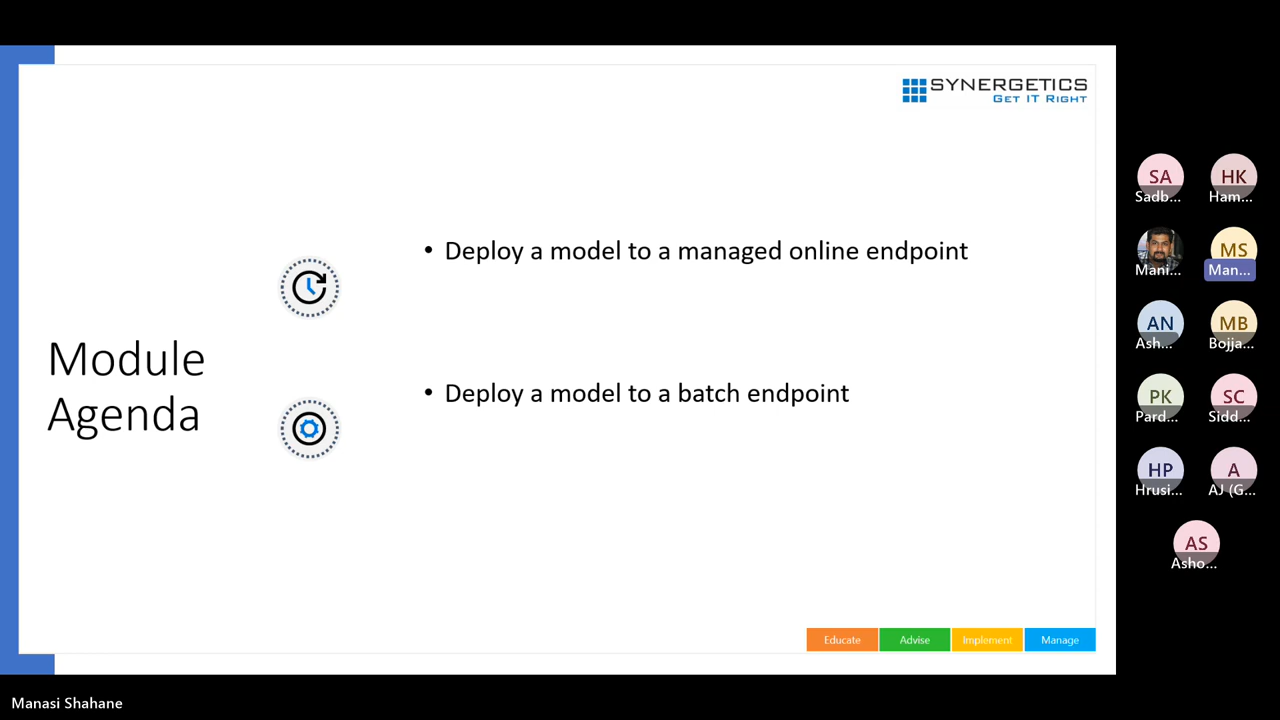 SYNERGETICS
GET IT RIGHT
Module
Agenda
• Deploy a model to a managed online endpoint
• Deploy a model to a batch endpoint
Educate Advise Implement Manage
SA HK
Sadb... Ham...
MS
Mani... Man...
AN MB
Ash... Bojja...
PK SC
Pard... Sidd...
HP A
Hrusi... AJ (G...
AS
Asho...
Manasi Shahane